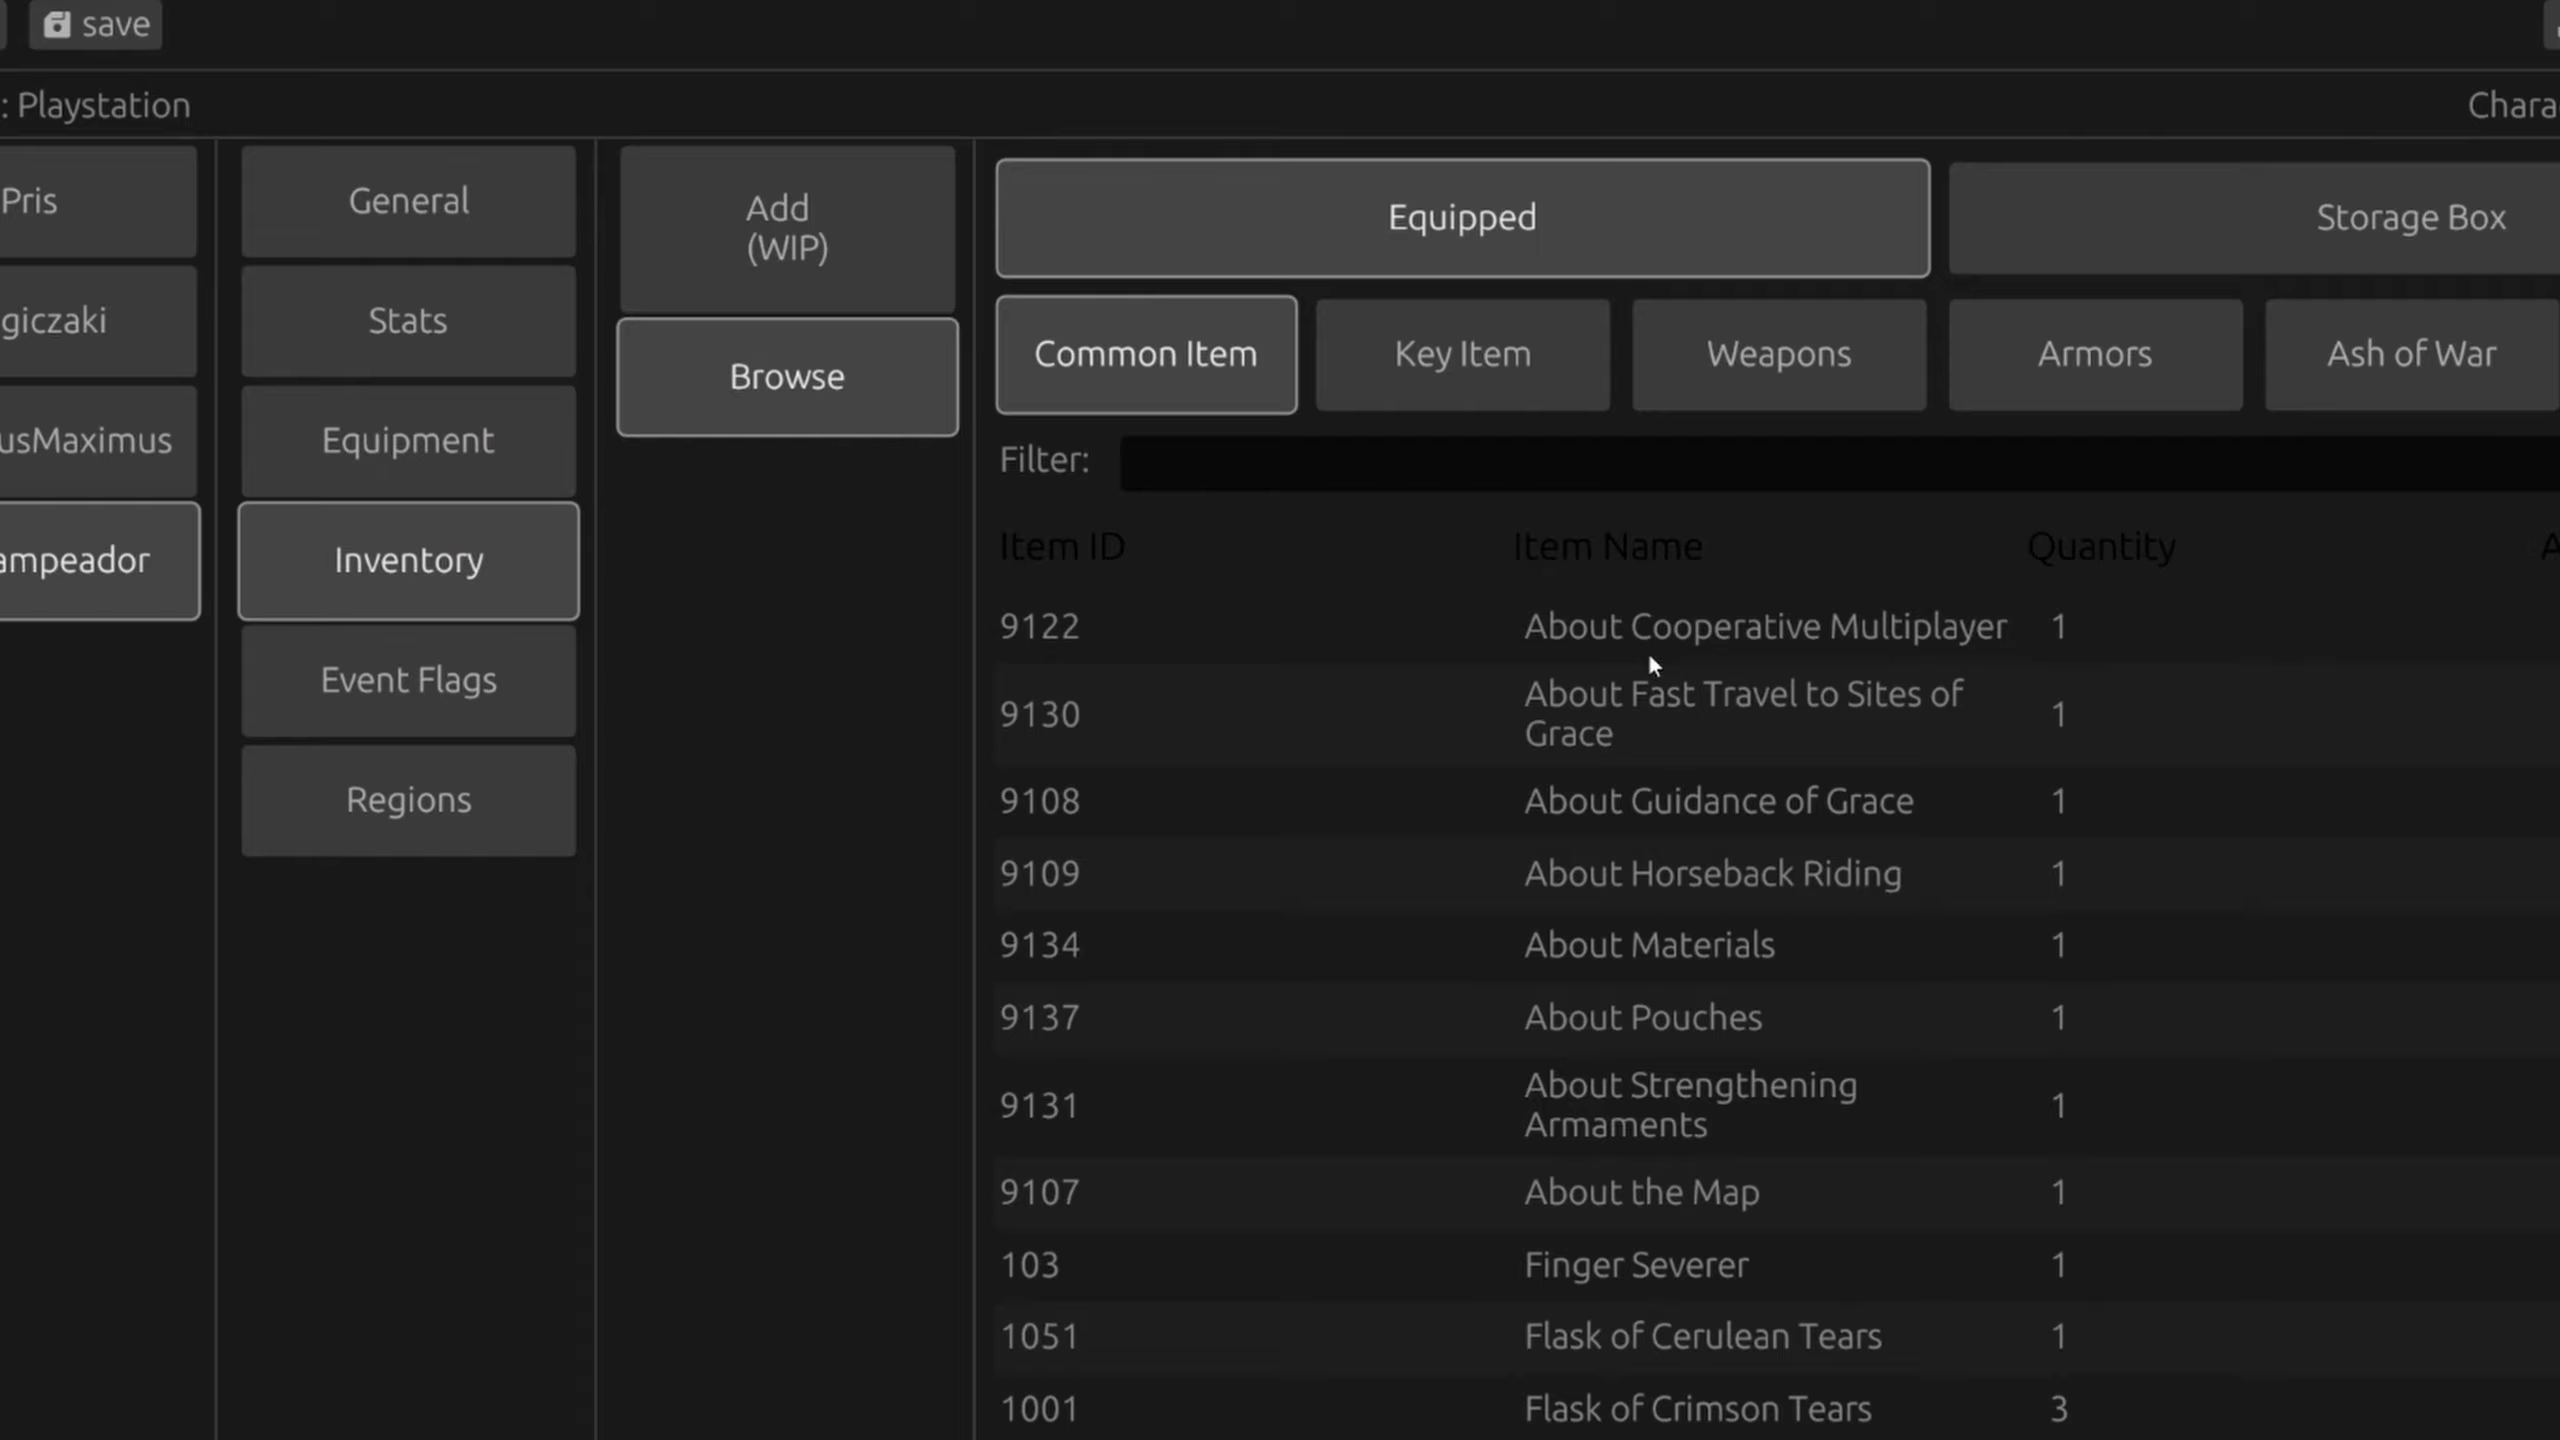 save
: Playstation
Chara
Pris
giczaki
usMaximus
ampeador
General
Stats
Equipment
Inventory
Event Flags
Regions
Add
(WIP)
Browse
Equipped
Storage Box
Common Item
Key Item
Weapons
Armors
Ash of War
Filter:
Item ID Item Name Quantity A
9122 About Cooperative Multiplayer 1
9130 About Fast Travel to Sites of
Grace 1
9108 About Guidance of Grace 1
9109 About Horseback Riding 1
9134 About Materials 1
9137 About Pouches 1
9131 About Strengthening
Armaments 1
9107 About the Map 1
103 Finger Severer 1
1051 Flask of Cerulean Tears 1
1001 Flask of Crimson Tears 3